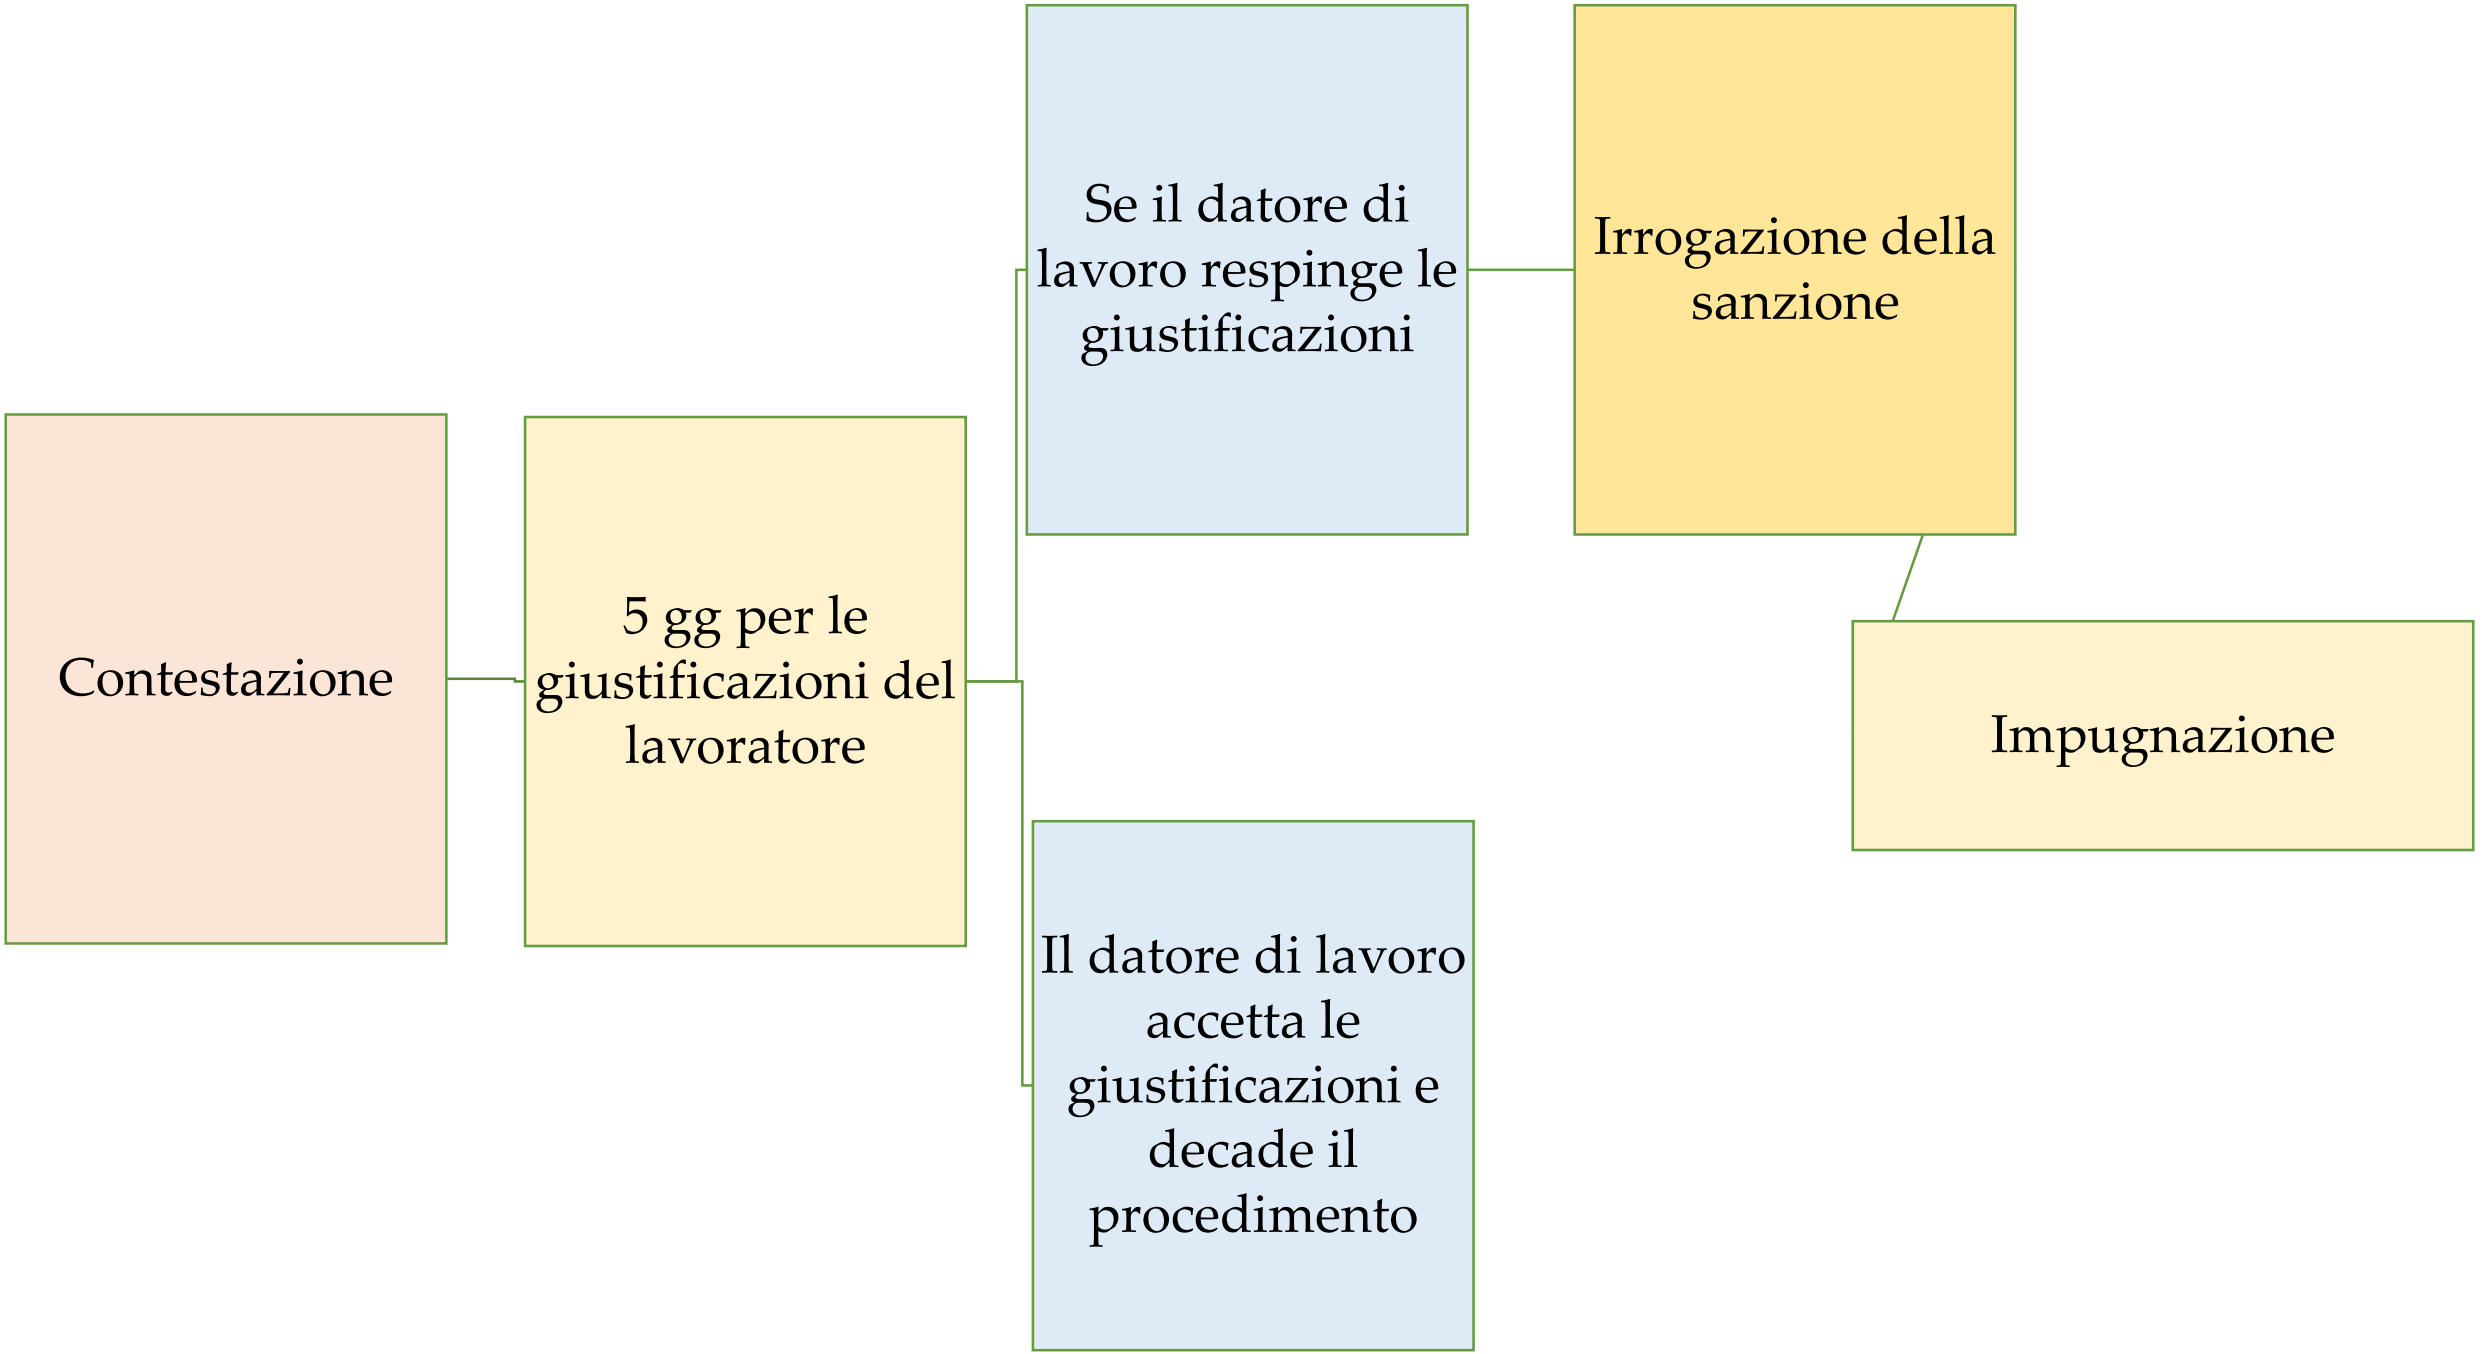 Contestazione
5 gg per le
giustificazioni del
lavoratore
Se il datore di
lavoro respinge le
giustificazioni
Irrogazione della
sanzione
Impugnazione
Il datore di lavoro
accetta le
giustificazioni e
decade il
procedimento